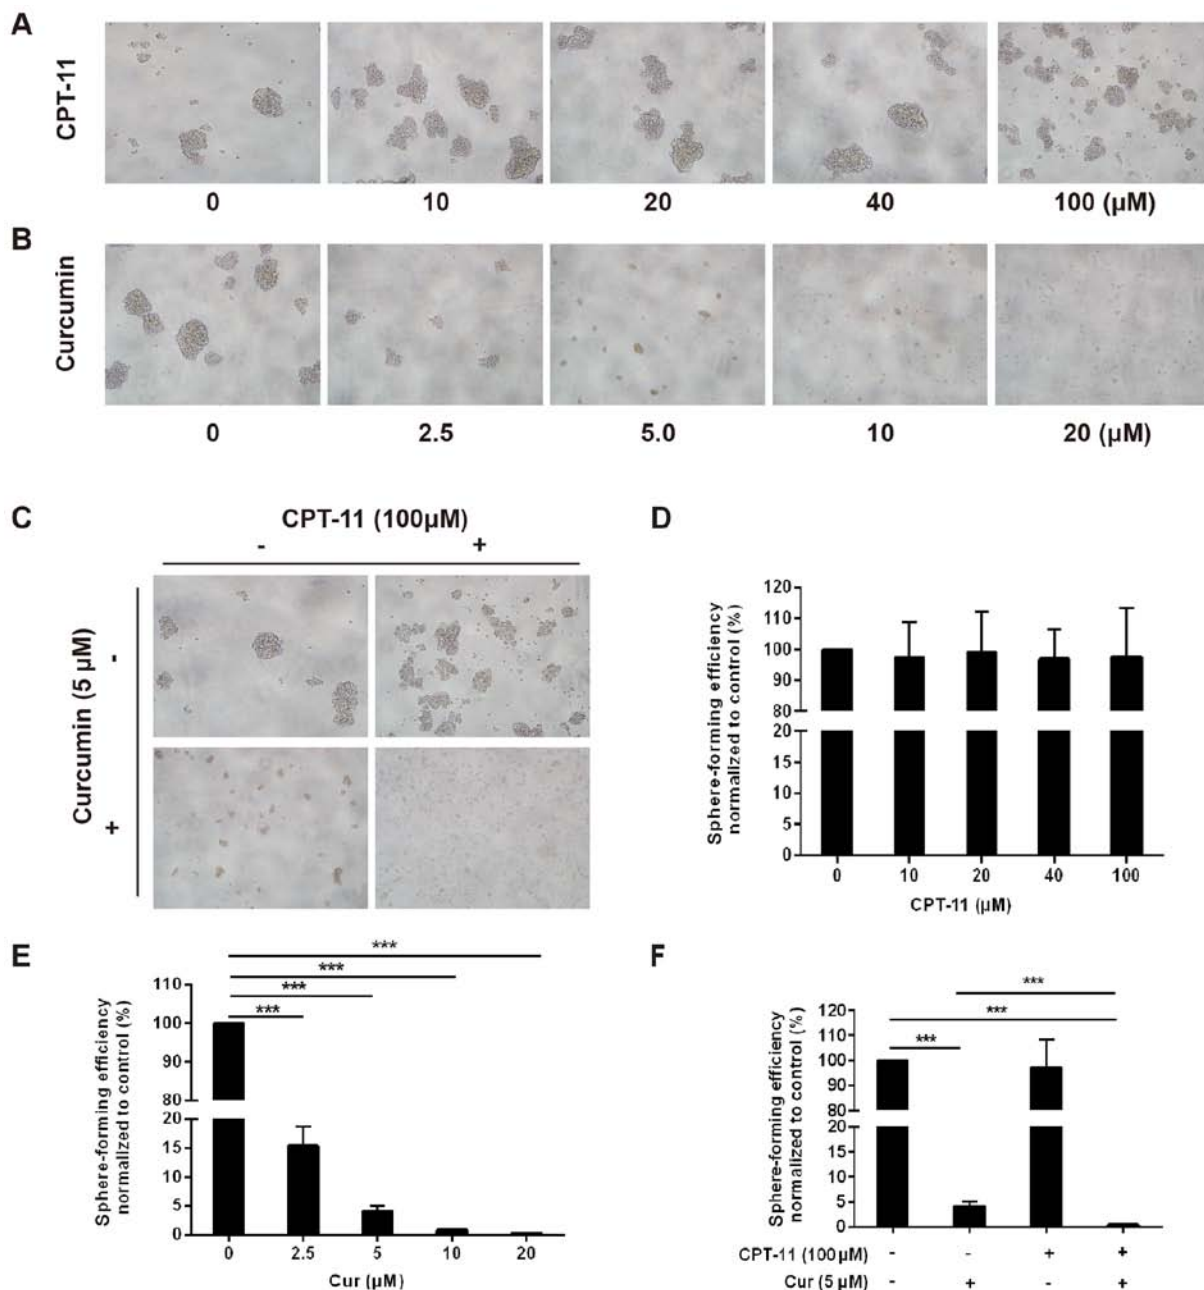 A
CPT-11
0 10 20 40 100 (µM)
B
Curcumin
0 2.5 5.0 10 20 (µM)
C
CPT-11 (100µM)
- +
Curcumin (5 µM)
-
+
D
Sphere-forming efficiency
normalized to control (%)
120
110
100
90
80
20
15
10
5
0
0 10 20 40 100
CPT-11 (µM)
E
Sphere-forming efficiency
normalized to control (%)
110
100
90
80
20
15
10
5
0
***
***
***
***
0 2.5 5 10 20
Cur (µM)
F
Sphere-forming efficiency
normalized to control (%)
120
110
100
90
80
20
15
10
5
0
***
***
***
CPT-11 (100µM) - - + +
Cur (5 µM) - + - +